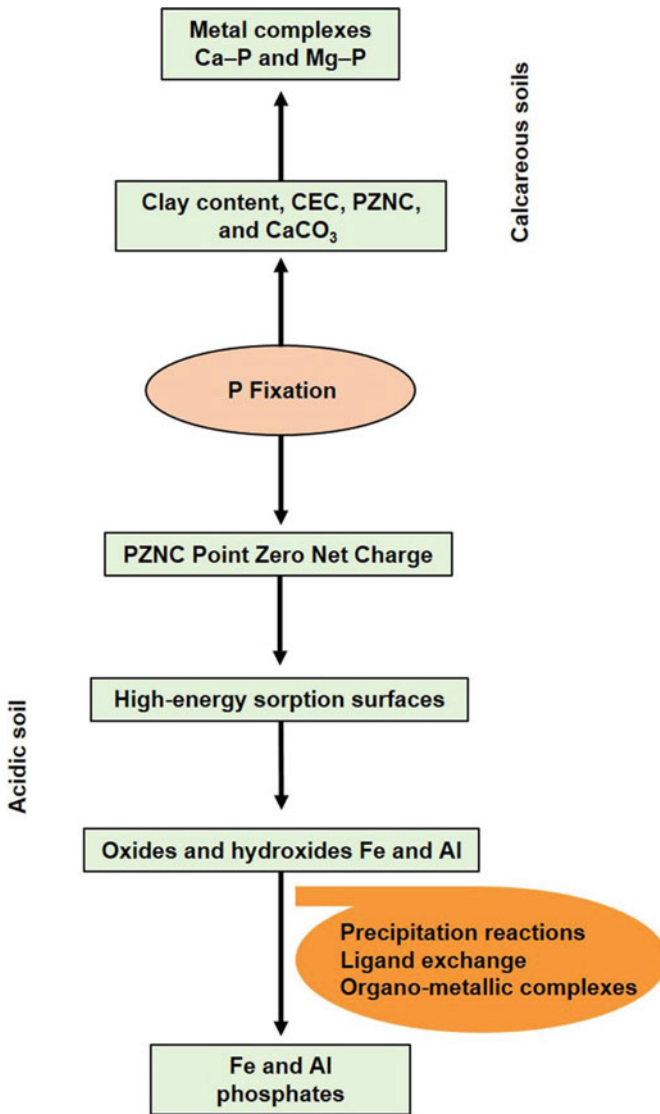 Metal complexes
Ca–P and Mg–P
Calcareous soils
Clay content, CEC, PZNC,
and CaCO₃
P Fixation
PZNC Point Zero Net Charge
High-energy sorption surfaces
Acidic soil
Oxides and hydroxides Fe and Al
Precipitation reactions
Ligand exchange
Organo-metallic complexes
Fe and Al
phosphates